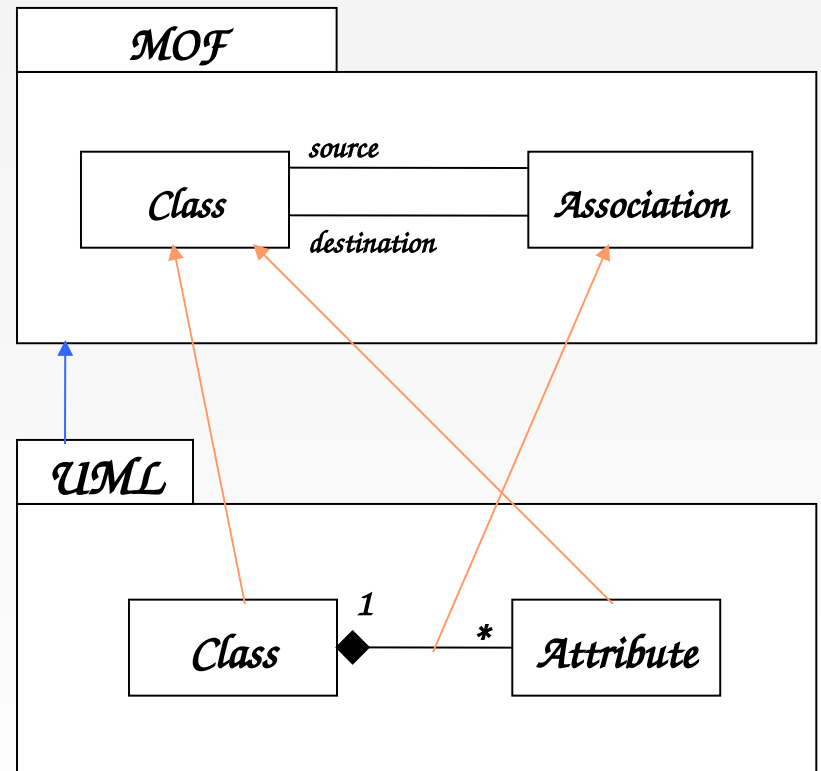 MOF
source
Class
Association
destination
UML
1
*
Class
Attribute